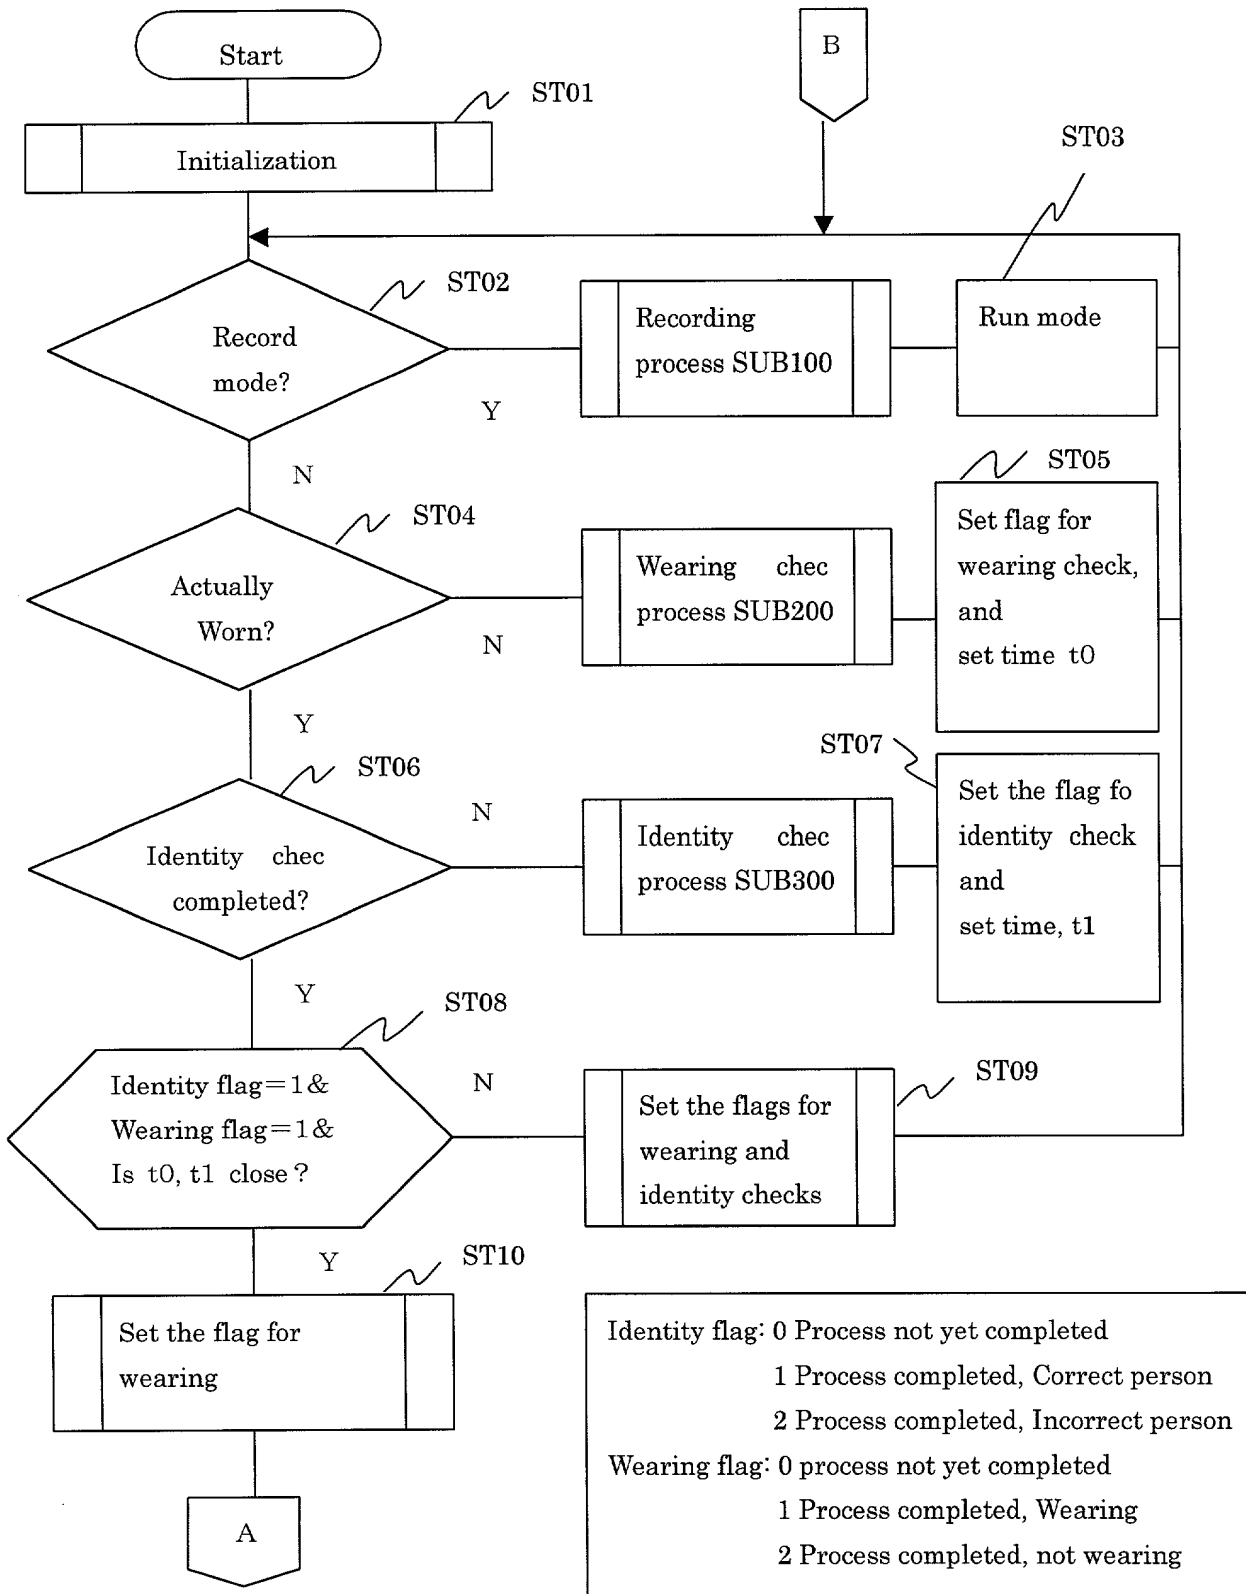 Start
B
ST01
Initialization
ST03
ST02
Record
mode?
Y
Recording
process SUB100
Run mode
N
ST05
ST04
Actually
Worn?
N
Wearing chec
process SUB200
Set flag for
wearing check,
and
set time t0
Y
ST07
ST06
Identity chec
completed?
N
Identity chec
process SUB300
Set the flag fo
identity check
and
set time, t1
Y
ST08
Identity flag=1&
Wearing flag=1&
Is t0, t1 close?
N
ST09
Set the flags for
wearing and
identity checks
Y
ST10
Set the flag for
wearing
A
Identity flag: 0 Process not yet completed
1 Process completed, Correct person
2 Process completed, Incorrect person
Wearing flag: 0 process not yet completed
1 Process completed, Wearing
2 Process completed, not wearing